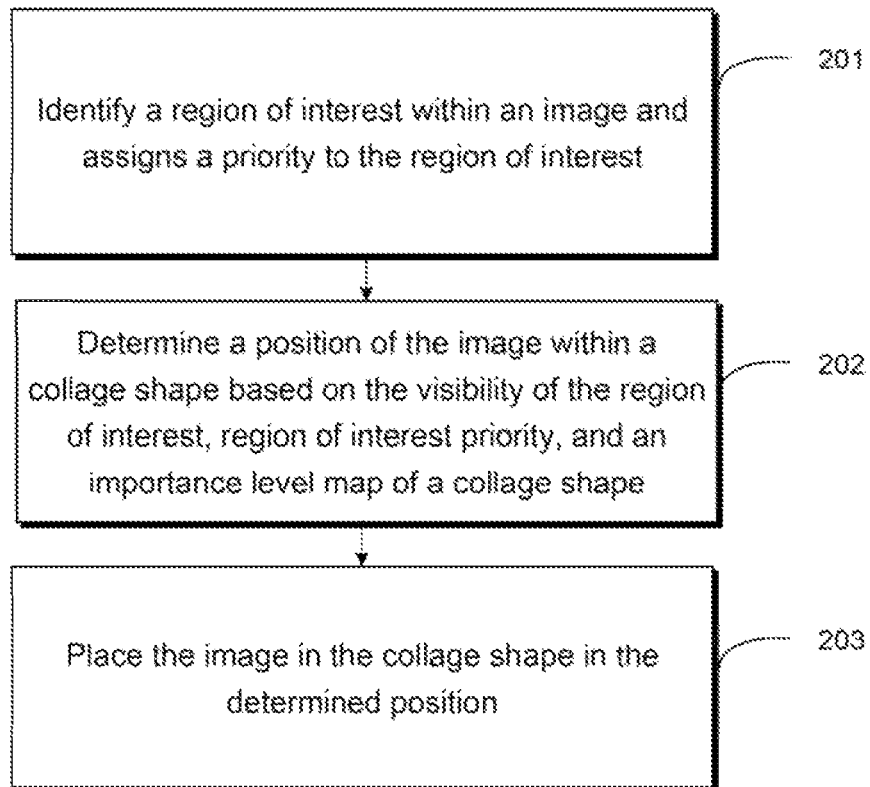 201
Identify a region of interest within an image and
assigns a priority to the region of interest
Determine a position of the image within a
202
collage shape based on the visibility of the region
of interest, region of interest priority, and an
importance level map of a collage shape
203
Place the image in the collage shape in the
determined position